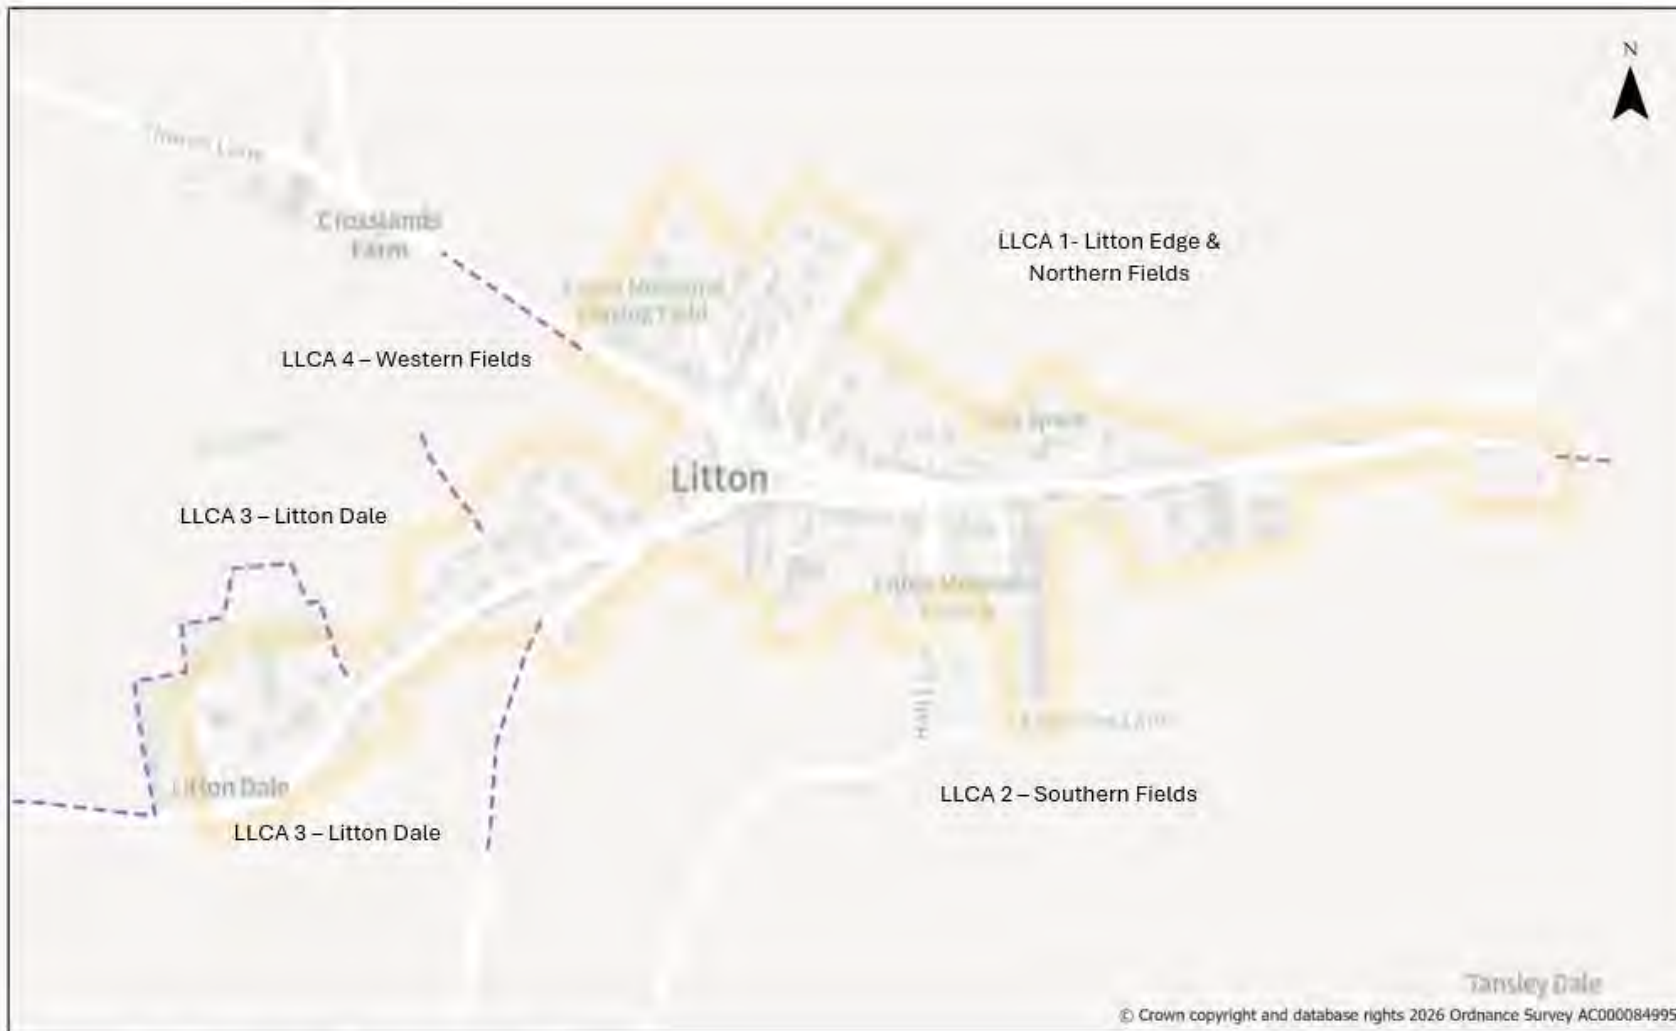 N
Crosslands
Farm
LLCA 1- Litton Edge &
Northern Fields
LLCA 4 – Western Fields
Litton
LLCA 3 – Litton Dale
Litton Dale
LLCA 2 – Southern Fields
LLCA 3 – Litton Dale
Tansley Dale
© Crown copyright and database rights 2026 Ordnance Survey AC0000849957